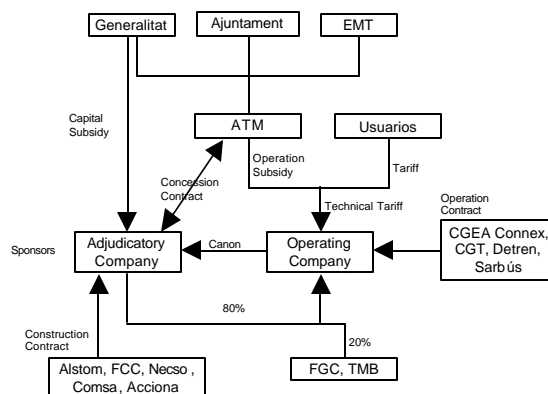 Generalitat
Ajuntament
EMT
Capital
Subsidy
ATM
Usuarios
Concession
Contract
Operation
Subsidy
Tariff
Technical Tariff
Operation
Contract
Sponsors
Adjudicatory
Company
Canon
Operating
Company
CGEA Connex,
CGT, Detren,
Sarbús
80%
Construction
Contract
20%
Alstom, FCC, Necso ,
Comsa, Acciona
FGC, TMB